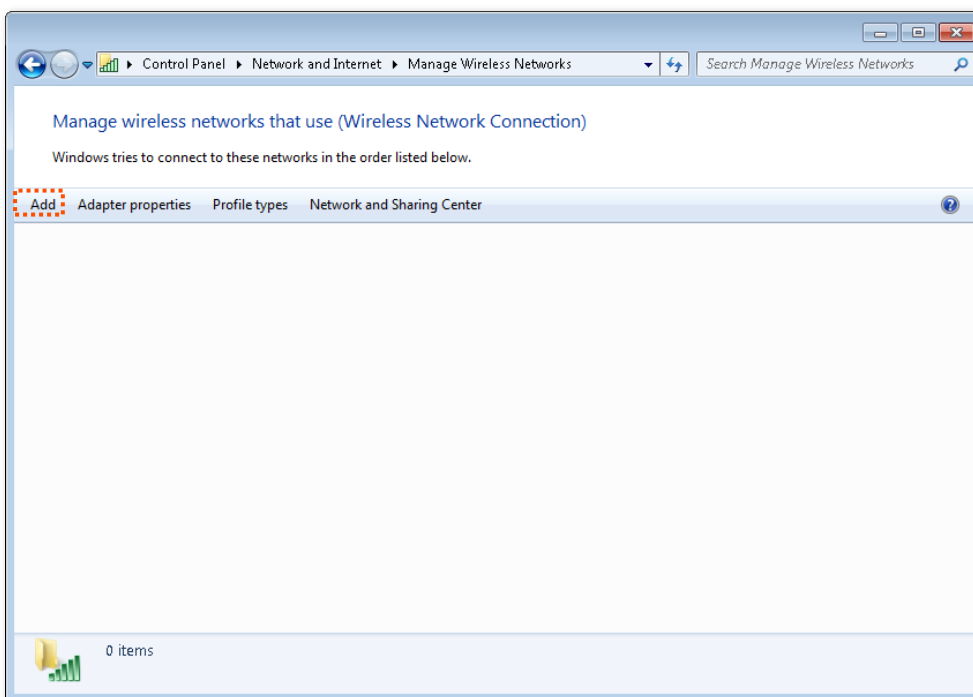 Control Panel Network and Internet Manage Wireless Networks Search Manage Wireless Networks
Manage wireless networks that use (Wireless Network Connection)
Windows tries to connect to these networks in the order listed below.
Add Adapter properties Profile types Network and Sharing Center
0 items